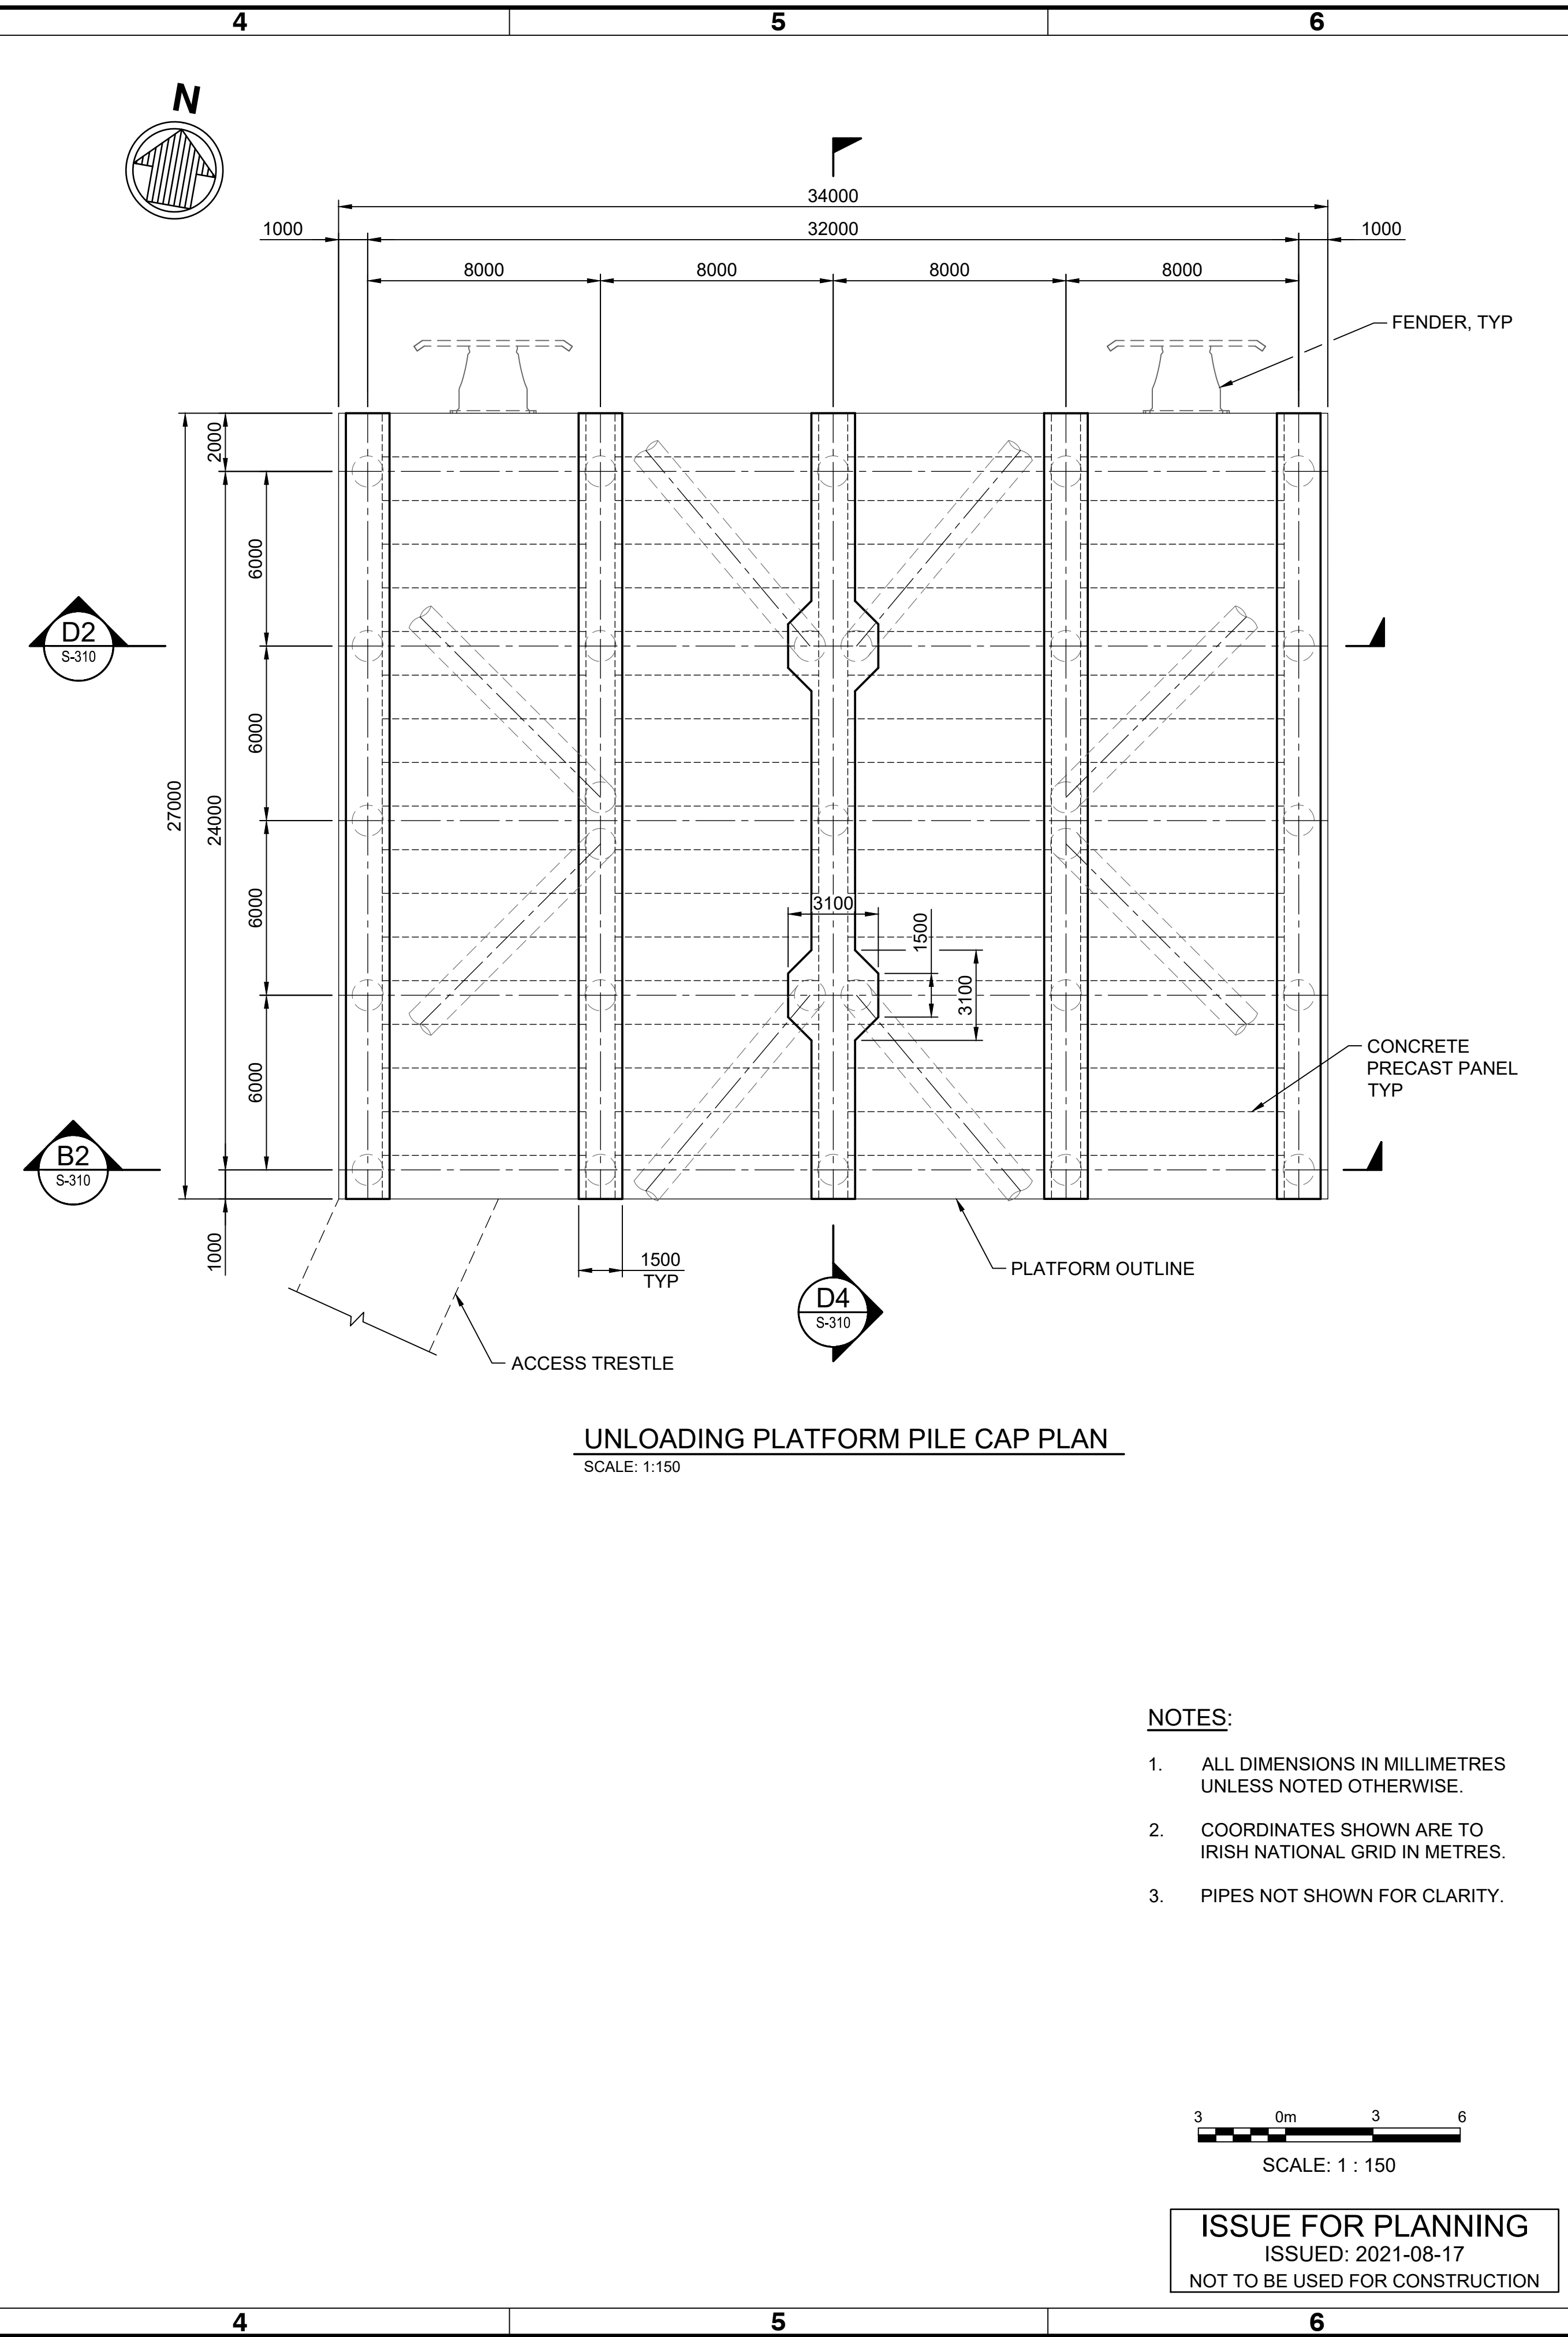 4 5 6
N
34000
1000 32000 1000
8000 8000 8000 8000
FENDER, TYP
2000
6000
D2
S-310
6000
27000
24000
3100
6000
1500
3100
CONCRETE
PRECAST PANEL
TYP
6000
B2
S-310
1000
1500
TYP
PLATFORM OUTLINE
D4
S-310
ACCESS TRESTLE
UNLOADING PLATFORM PILE CAP PLAN
SCALE: 1:150
NOTES:
1. ALL DIMENSIONS IN MILLIMETRES
UNLESS NOTED OTHERWISE.
2. COORDINATES SHOWN ARE TO
IRISH NATIONAL GRID IN METRES.
3. PIPES NOT SHOWN FOR CLARITY.
3 0m 3 6
SCALE: 1 : 150
ISSUE FOR PLANNING
ISSUED: 2021-08-17
NOT TO BE USED FOR CONSTRUCTION
4 5 6